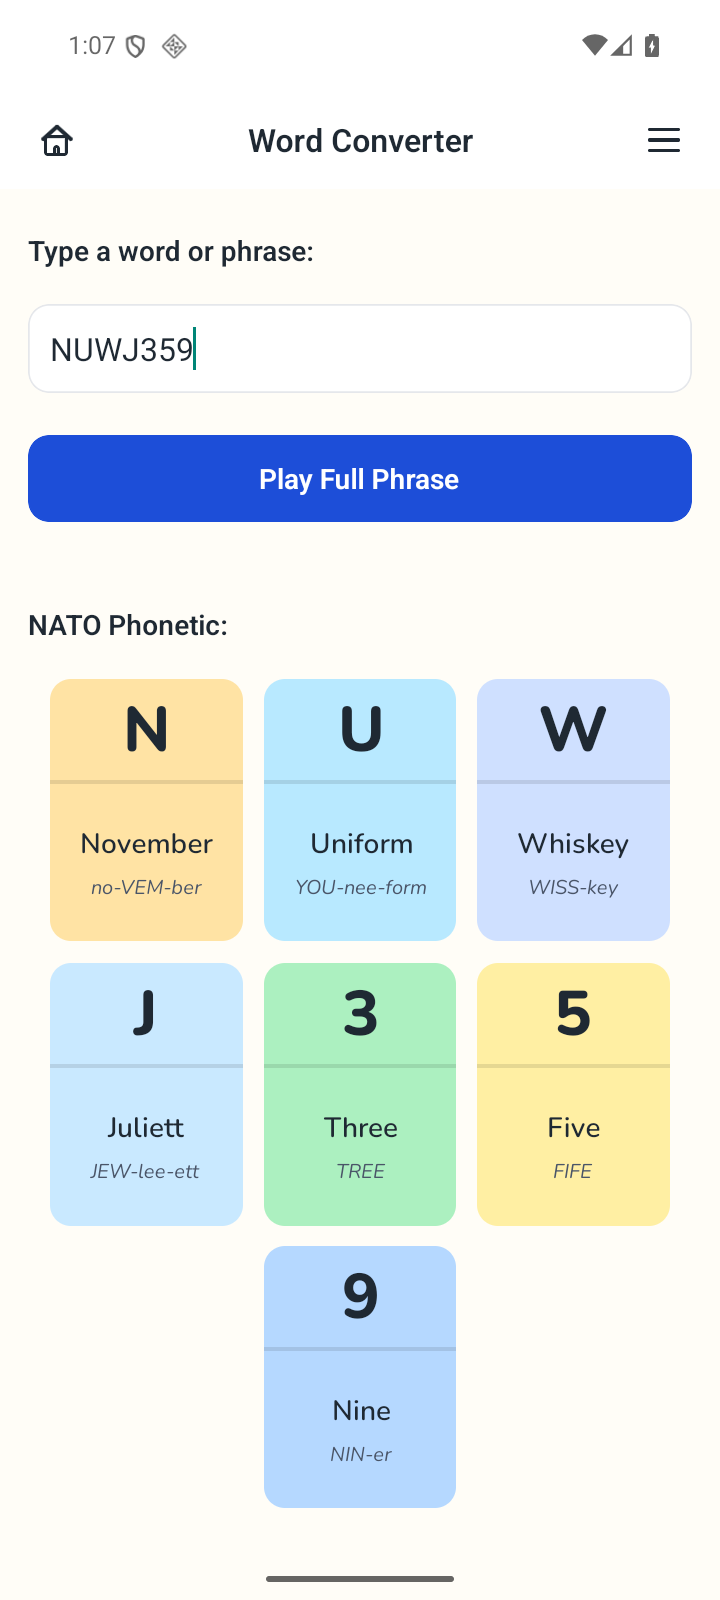 1:07
Word Converter
Type a word or phrase:
NUWJ359
Play Full Phrase
NATO Phonetic:
N
November
no-VEM-ber
U
Uniform
YOU-nee-form
W
Whiskey
WISS-key
J
Juliett
JEW-lee-ett
3
Three
TREE
5
Five
FIFE
9
Nine
NIN-er